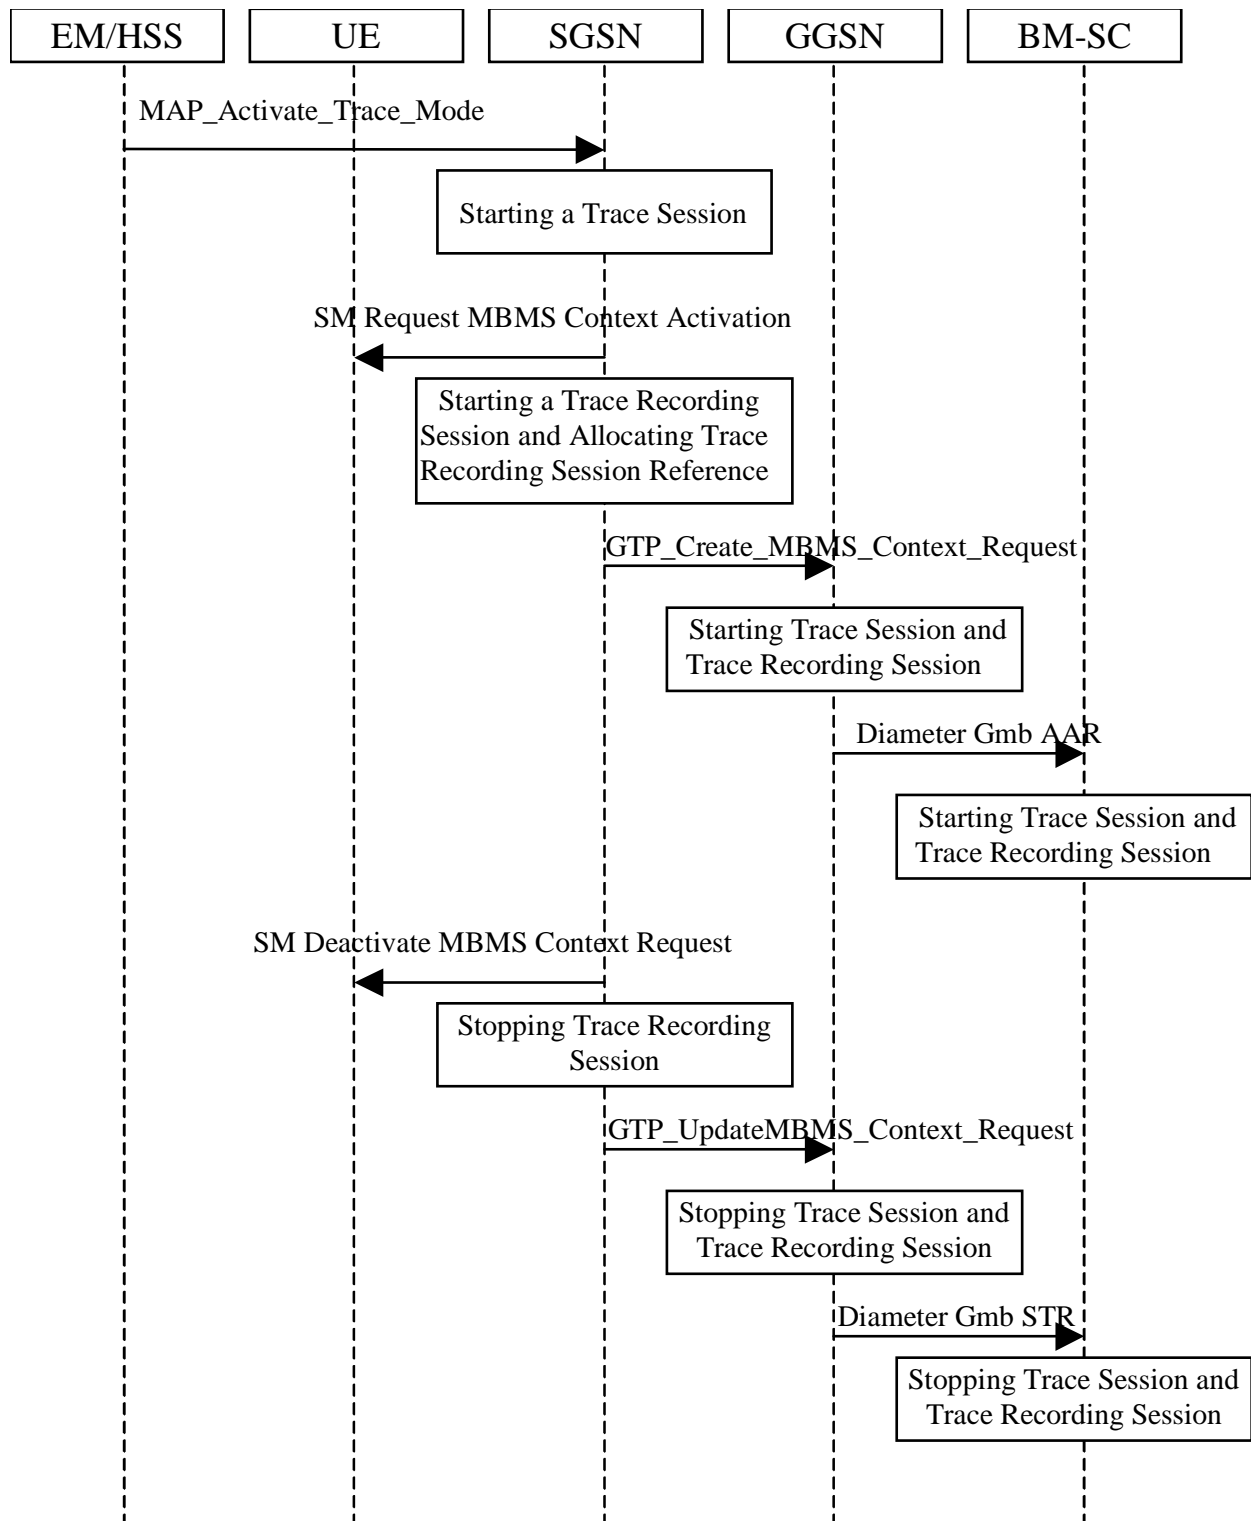 EM/HSS
UE
SGSN
GGSN
BM-SC
MAP_Activate_Trace_Mode
Starting a Trace Session
SM Request MBMS Context Activation
Starting a Trace Recording
Session and Allocating Trace
Recording Session Reference
GTP_Create_MBMS_Context_Request
Starting Trace Session and
Trace Recording Session
Diameter Gmb AAR
Starting Trace Session and
Trace Recording Session
SM Deactivate MBMS Context Request
Stopping Trace Recording
Session
GTP_UpdateMBMS_Context_Request
Stopping Trace Session and
Trace Recording Session
Diameter Gmb STR
Stopping Trace Session and
Trace Recording Session